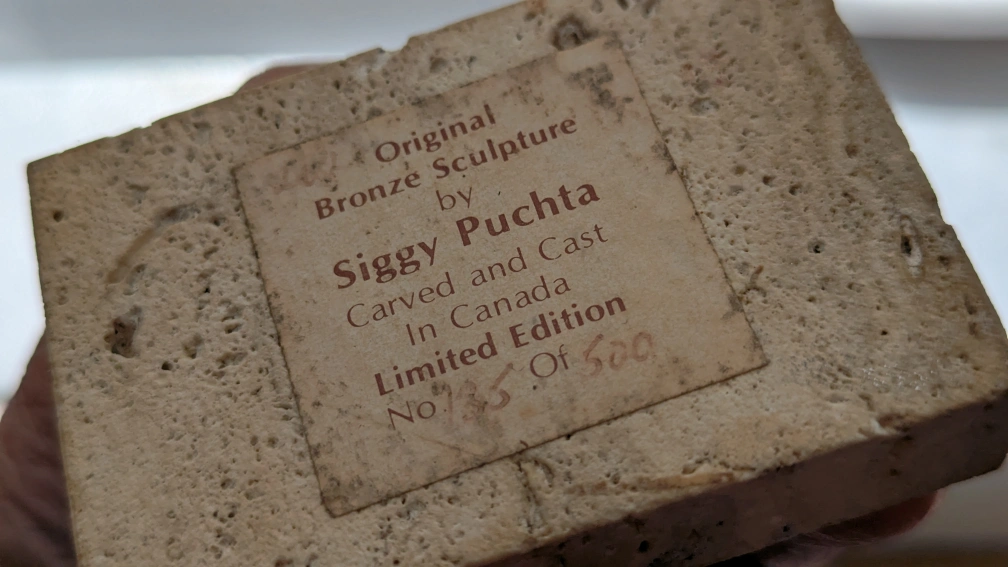 Original
Bronze Sculpture
by
Siggy Puchta
Carved and Cast
In Canada
Limited Edition
No 135 Of 500